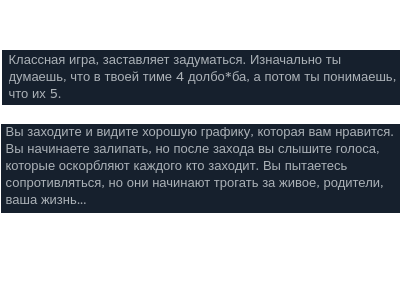 Классная игра, заставляет задуматься. Изначально ты
думаешь, что в твоей тиме 4 долбо*ба, а потом ты понимаешь,
что их 5.
Вы заходите и видите хорошую графику, которая вам нравится.
Вы начинаете залипать, но после захода вы слышите голоса,
которые оскорбляют каждого кто заходит. Вы пытаетесь
сопротивляться, но они начинают трогать за живое, родители,
ваша жизнь...